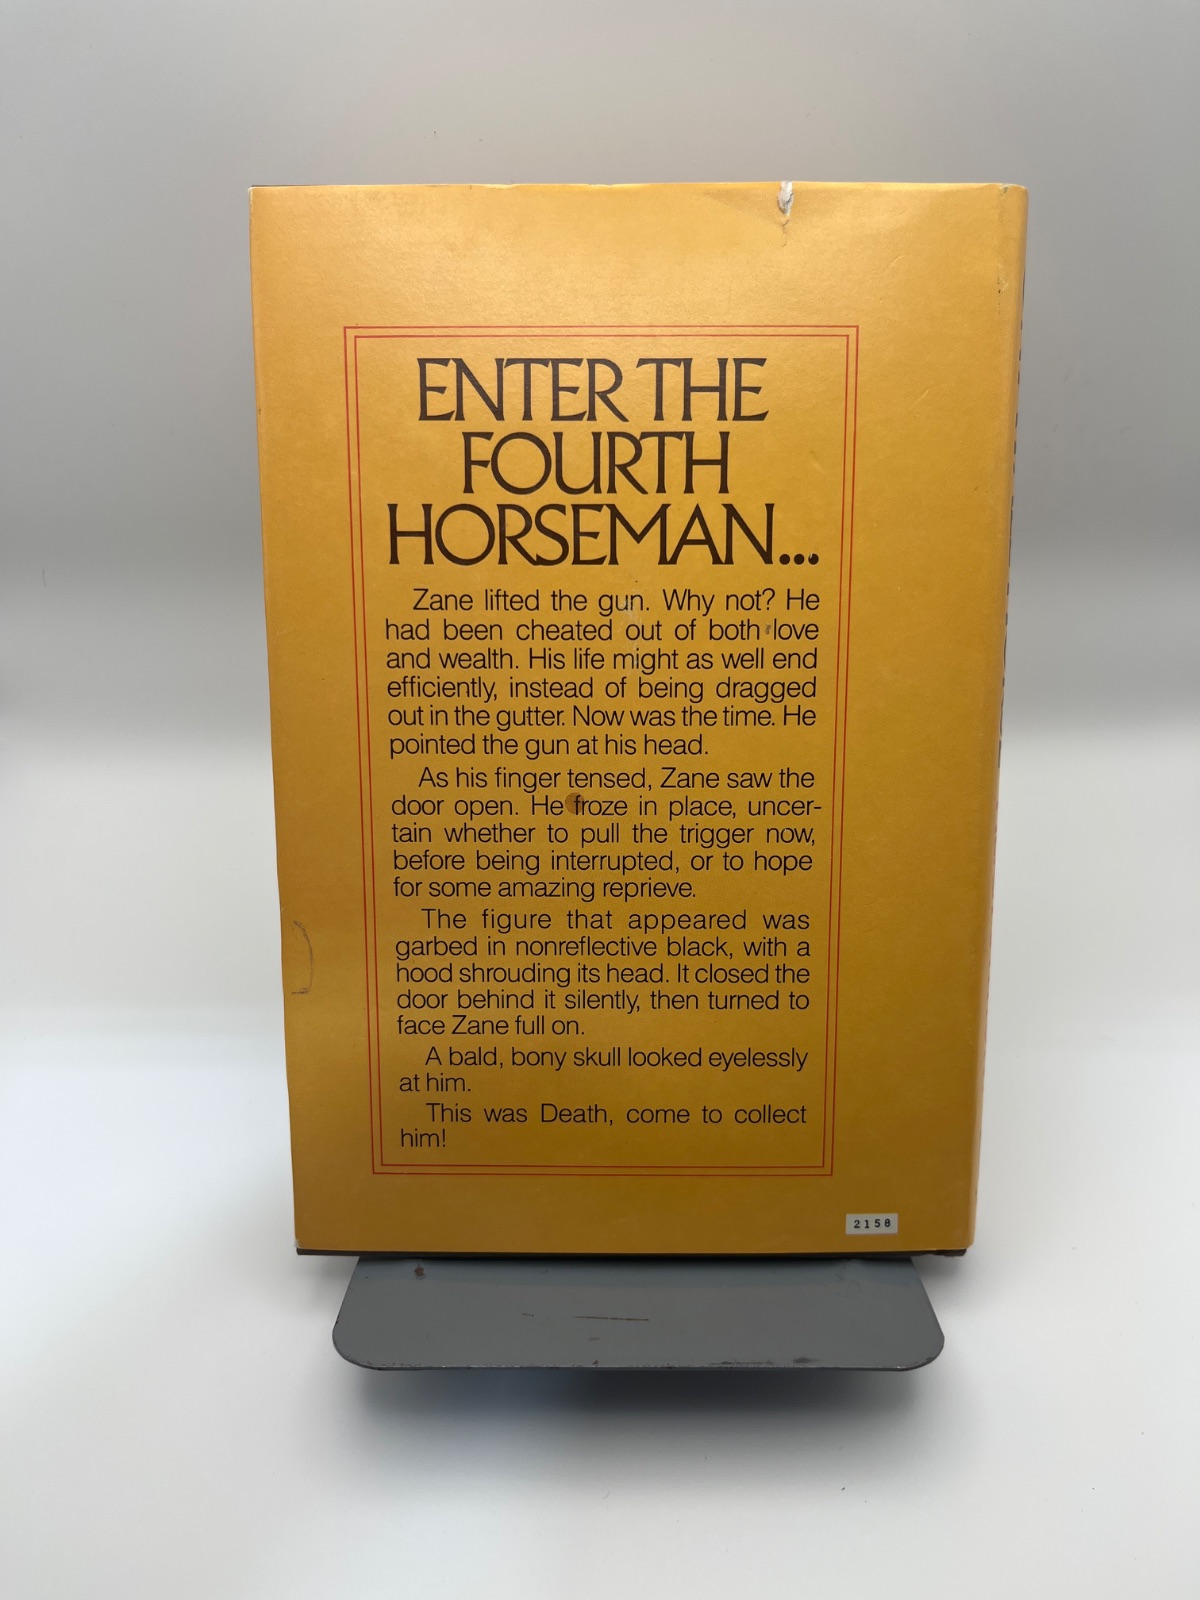 ENTER THE
FOURTH
HORSEMAN...
Zane lifted the gun. Why not? He
had been cheated out of both love
and wealth. His life might as well end
efficiently, instead of being dragged
out in the gutter. Now was the time. He
pointed the gun at his head.
As his finger tensed, Zane saw the
door open. He froze in place, uncer-
tain whether to pull the trigger now,
before being interrupted, or to hope
for some amazing reprieve.
The figure that appeared was
garbed in nonreflective black, with a
hood shrouding its head. It closed the
door behind it silently, then turned to
face Zane full on.
A bald, bony skull looked eyelessly
at him.
This was Death, come to collect
him!
2158